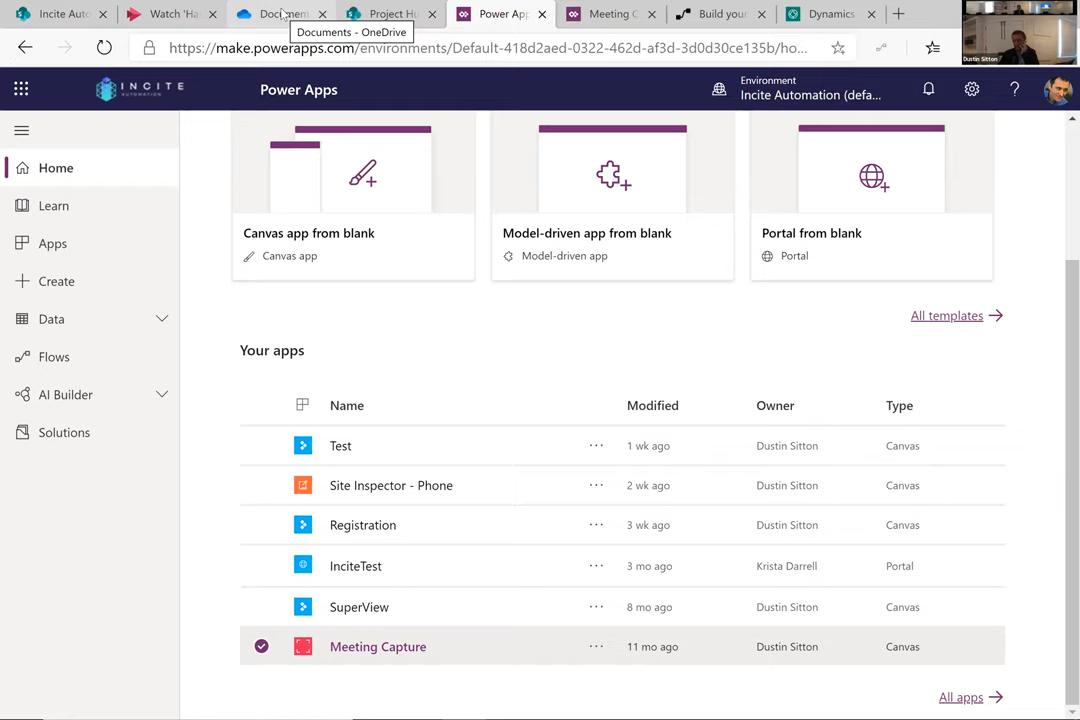 Incite Auto
Watch 'Ha
Documen
Project Hu
Power App
Meeting C
Build your
Dynamics
Documents - OneDrive
https://make.powerapps.com/environments/Default-418d2aed-0322-462d-af3d-3d0d30ce135b/ho...
Dustin Sitton
INCITE
AUTOMATION
Power Apps
Environment
Incite Automation (defa...
Home
Learn
Apps
Create
Data
Flows
AI Builder
Solutions
Canvas app from blank
Canvas app
Model-driven app from blank
Model-driven app
Portal from blank
Portal
All templates
Your apps
Name Modified Owner Type
Test ··· 1 wk ago Dustin Sitton Canvas
Site Inspector - Phone ··· 2 wk ago Dustin Sitton Canvas
Registration ··· 3 wk ago Dustin Sitton Canvas
InciteTest ··· 3 mo ago Krista Darrell Portal
SuperView ··· 8 mo ago Dustin Sitton Canvas
Meeting Capture ··· 11 mo ago Dustin Sitton Canvas
All apps